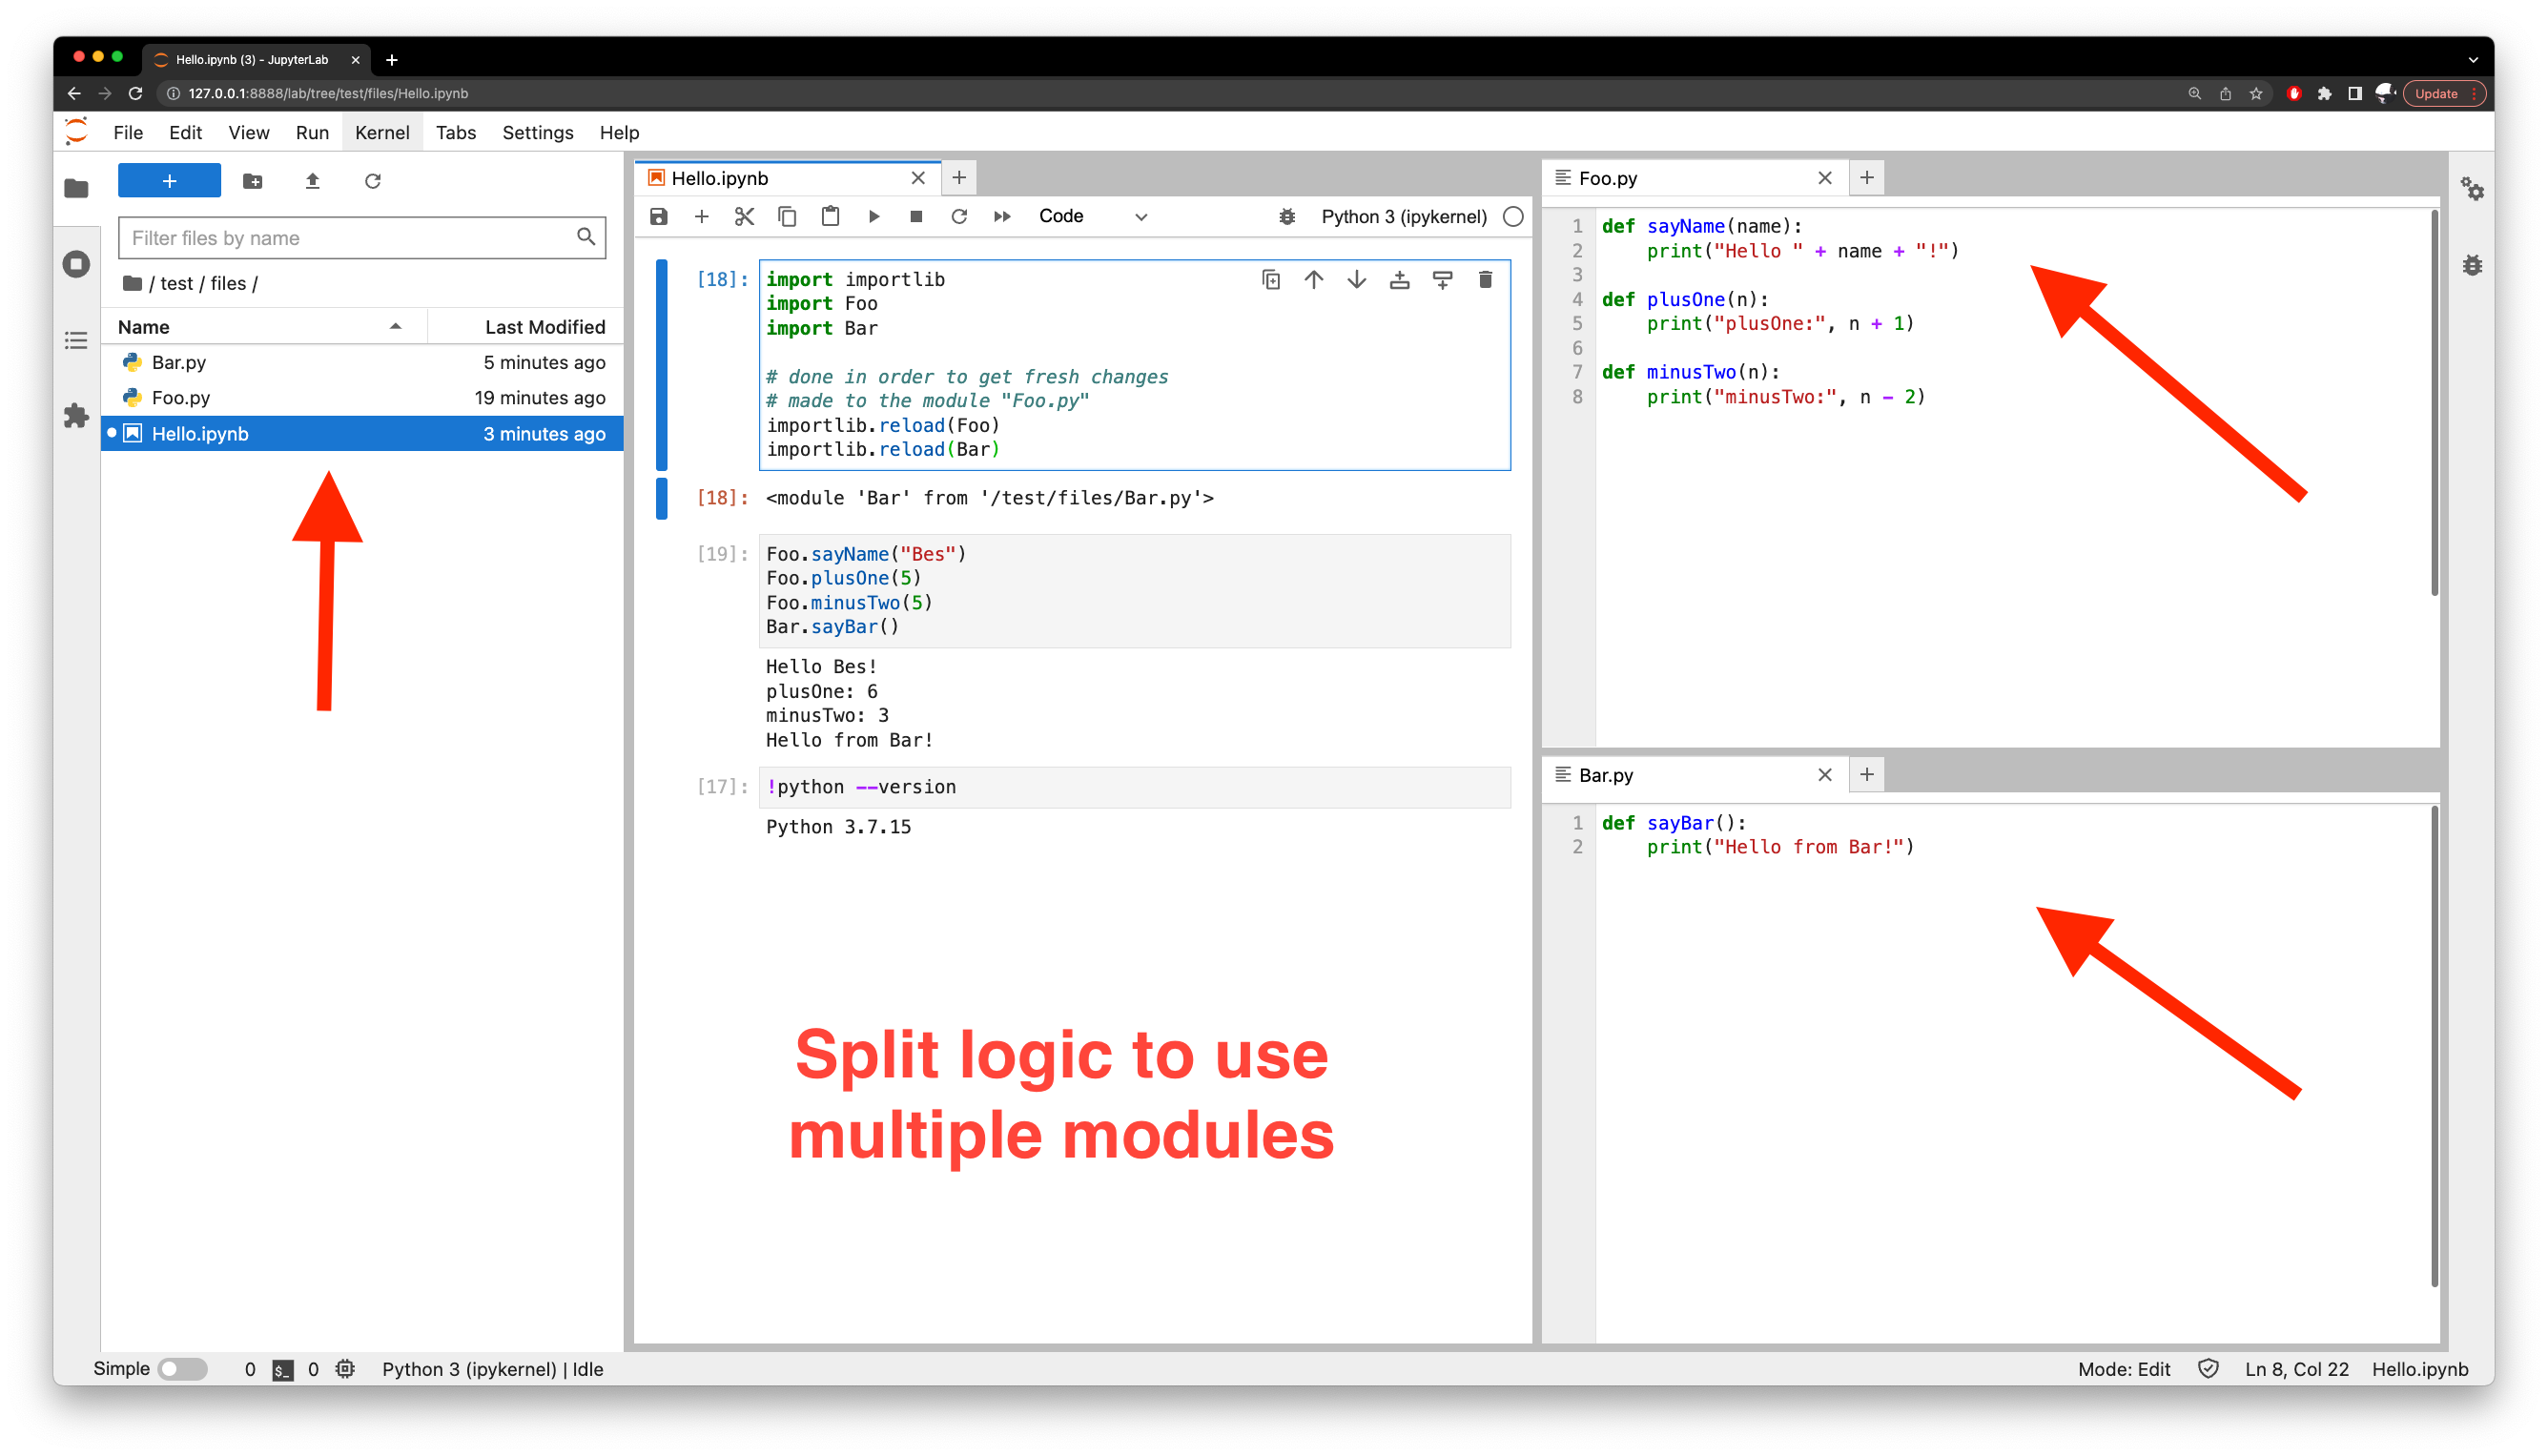 Hello.ipynb (3) - JupyterLab
127.0.0.1:8888/lab/tree/test/files/Hello.ipynb
Update
File Edit View Run Kernel Tabs Settings Help
Filter files by name
/ test / files /
Name Last Modified
Bar.py 5 minutes ago
Foo.py 19 minutes ago
Hello.ipynb 3 minutes ago
Hello.ipynb
Code Python 3 (ipykernel)
[18]: import importlib
import Foo
import Bar
# done in order to get fresh changes
# made to the module "Foo.py"
importlib.reload(Foo)
importlib.reload(Bar)
[18]: <module 'Bar' from '/test/files/Bar.py'>
[19]: Foo.sayName("Bes")
Foo.plusOne(5)
Foo.minusTwo(5)
Bar.sayBar()
Hello Bes!
plusOne: 6
minusTwo: 3
Hello from Bar!
[17]: !python --version
Python 3.7.15
Split logic to use
multiple modules
Foo.py
1 def sayName(name):
2 print("Hello " + name + "!")
3
4 def plusOne(n):
5 print("plusOne:", n + 1)
6
7 def minusTwo(n):
8 print("minusTwo:", n - 2)
Bar.py
1 def sayBar():
2 print("Hello from Bar!")
Simple 0 $_ 0 Python 3 (ipykernel) | Idle Mode: Edit Ln 8, Col 22 Hello.ipynb